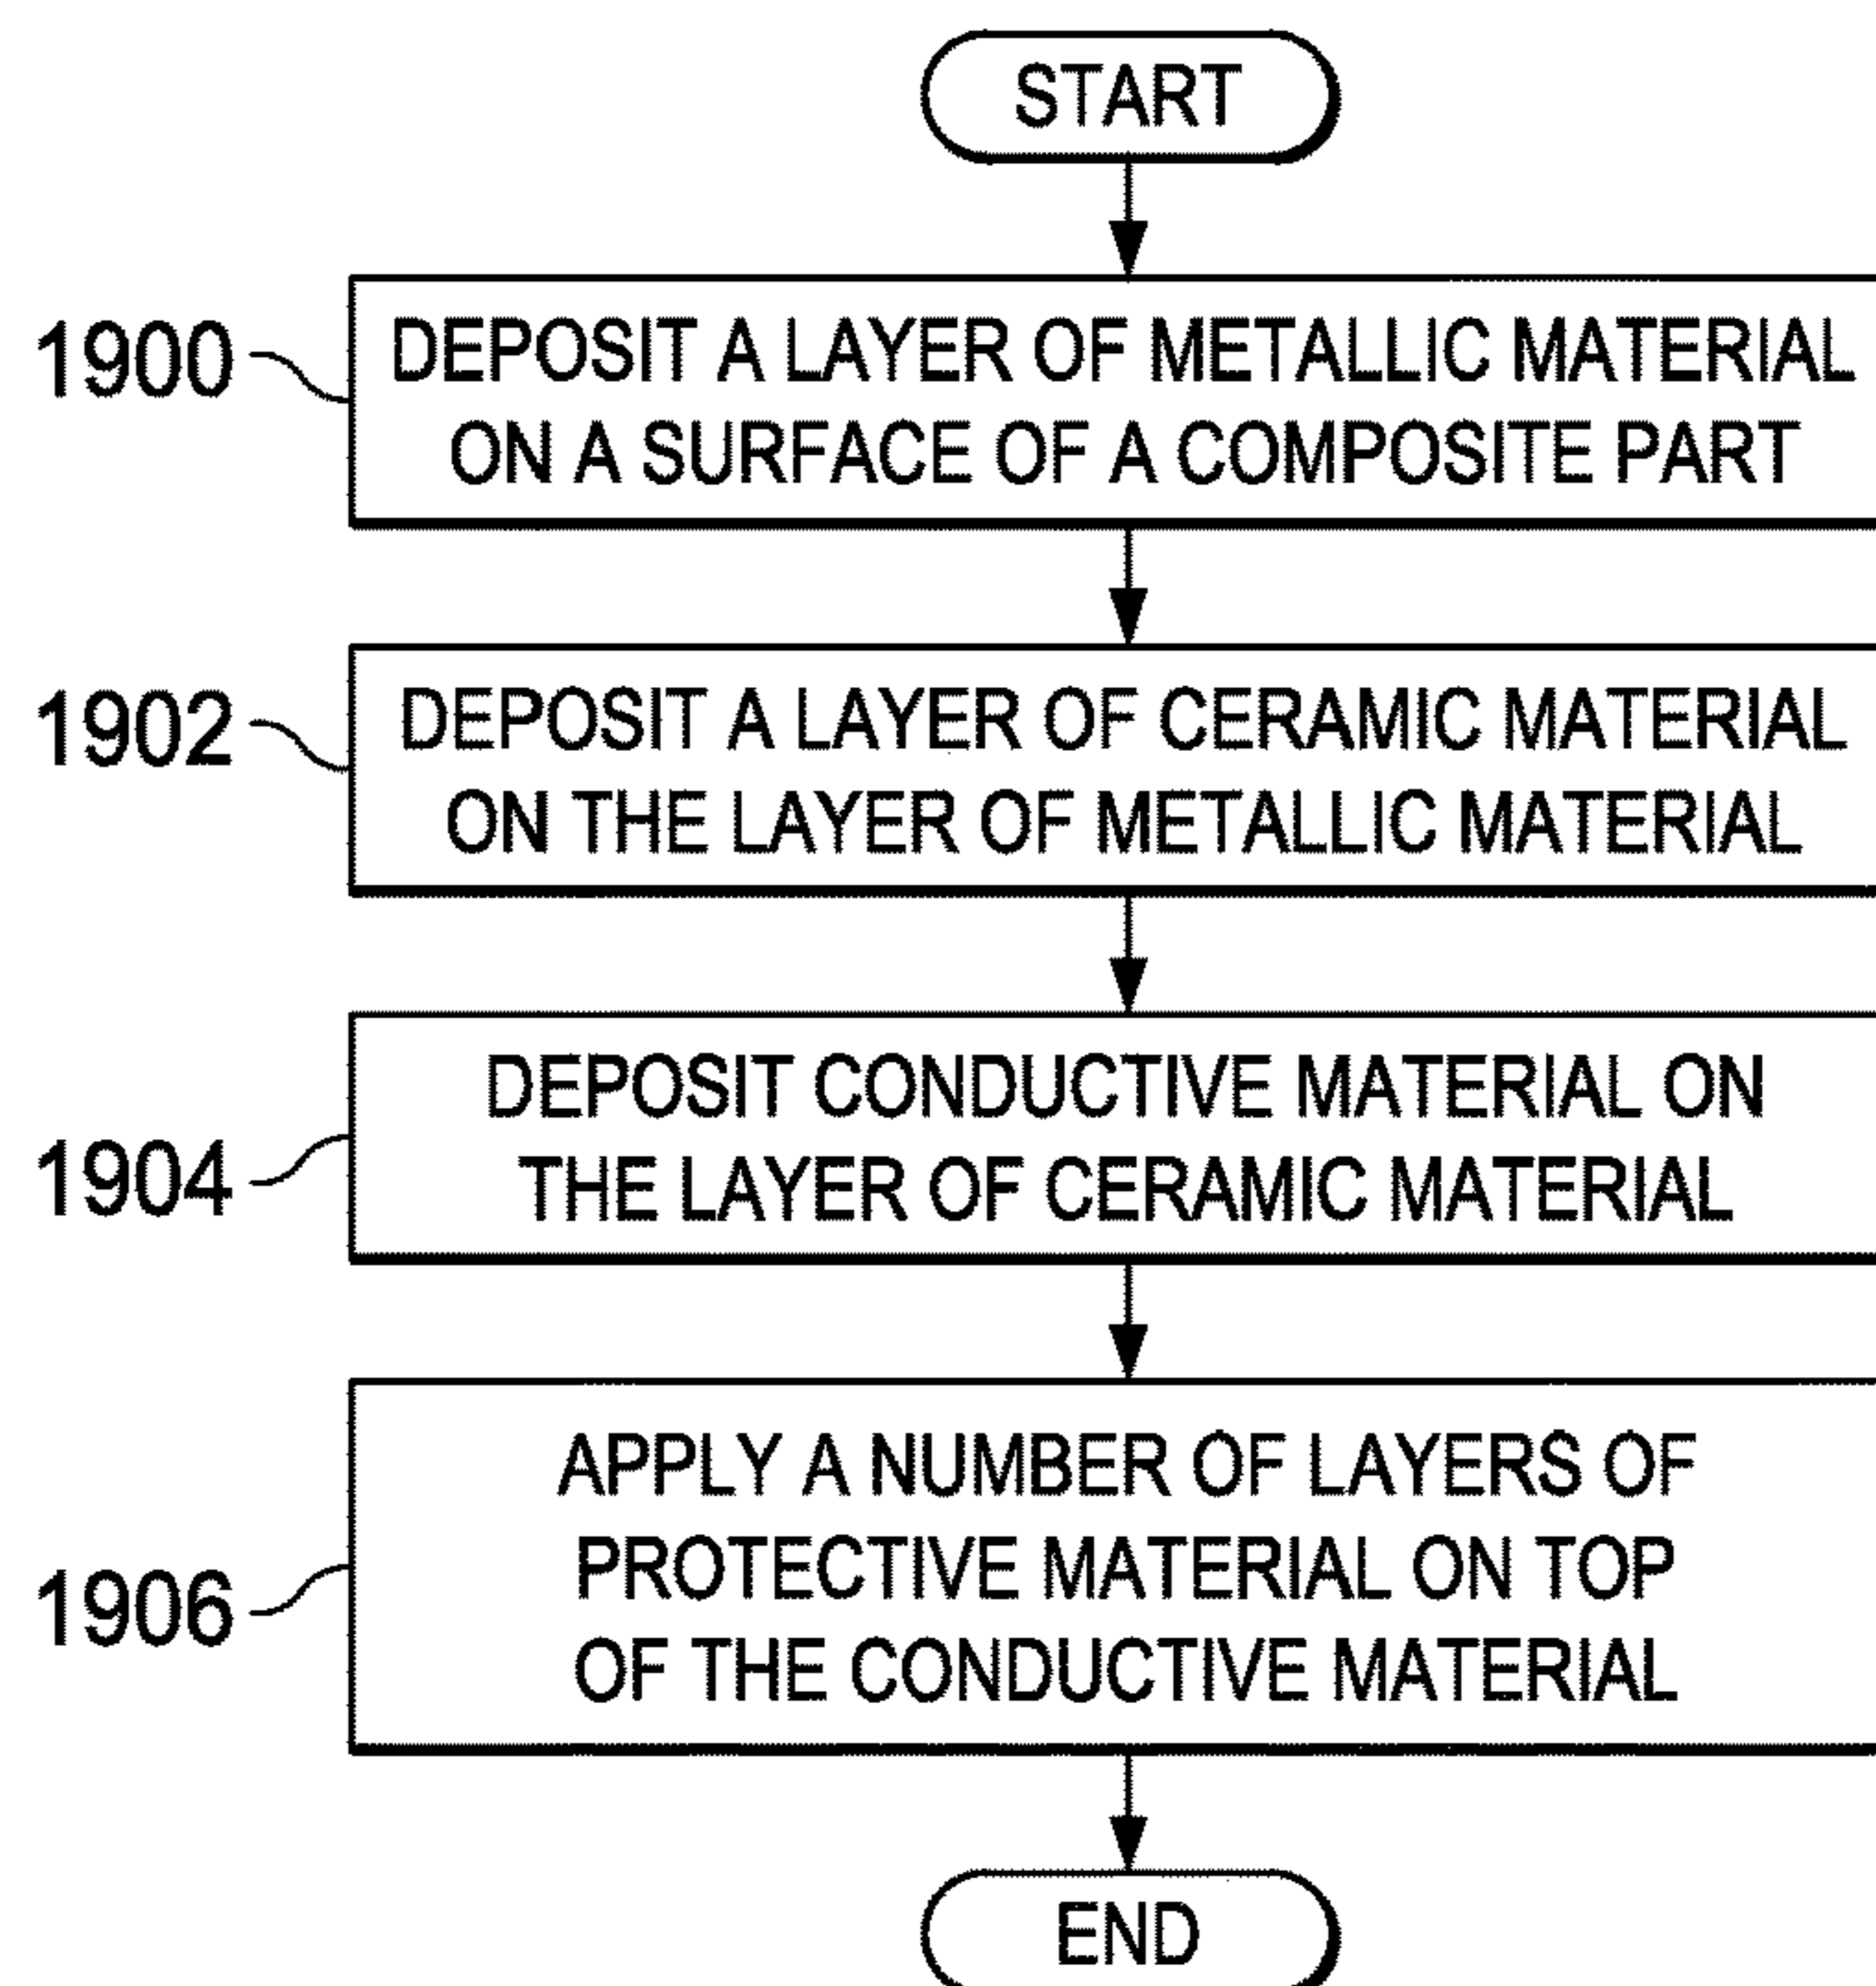 START
1900
DEPOSIT A LAYER OF METALLIC MATERIAL
ON A SURFACE OF A COMPOSITE PART
1902
DEPOSIT A LAYER OF CERAMIC MATERIAL
ON THE LAYER OF METALLIC MATERIAL
1904
DEPOSIT CONDUCTIVE MATERIAL ON
THE LAYER OF CERAMIC MATERIAL
1906
APPLY A NUMBER OF LAYERS OF
PROTECTIVE MATERIAL ON TOP
OF THE CONDUCTIVE MATERIAL
END